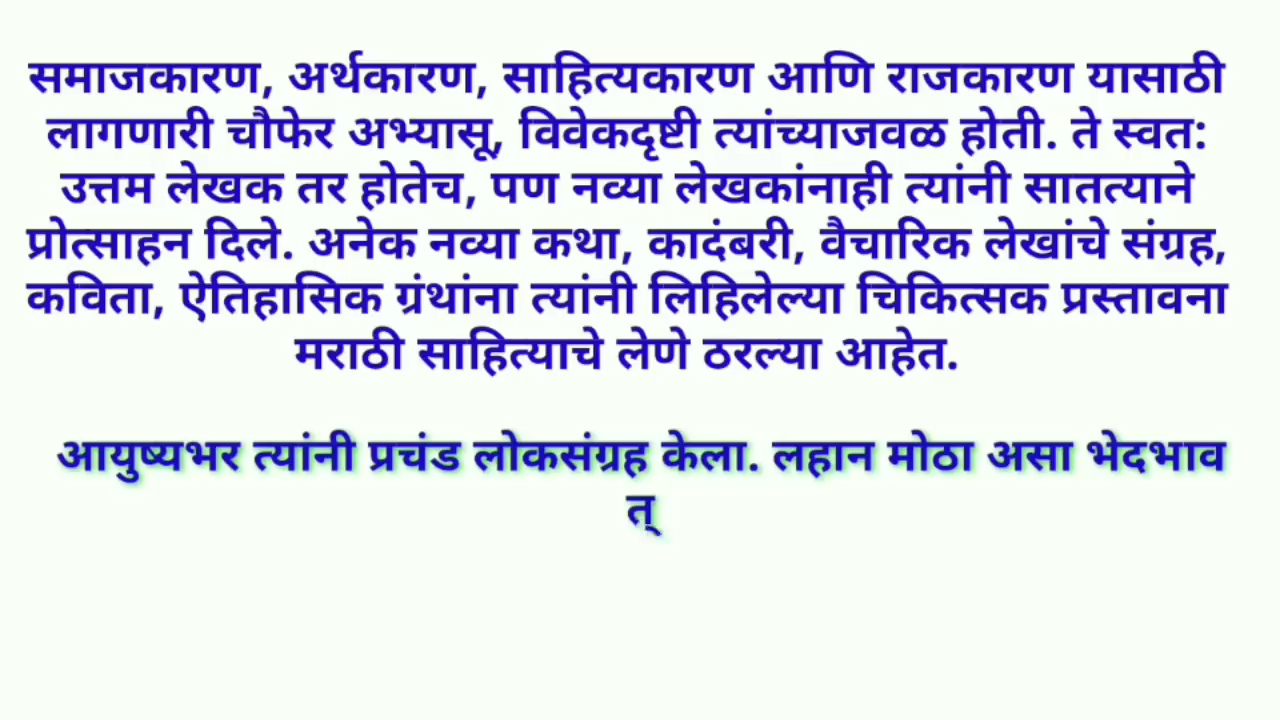 समाजकारण, अर्थकारण, साहित्यकारण आणि राजकारण यासाठी
लागणारी चौफेर अभ्यासू, विवेकदृष्टी त्यांच्याजवळ होती. ते स्वत:
उत्तम लेखक तर होतेच, पण नव्या लेखकांनाही त्यांनी सातत्याने
प्रोत्साहन दिले. अनेक नव्या कथा, कादंबरी, वैचारिक लेखांचे संग्रह,
कविता, ऐतिहासिक ग्रंथांना त्यांनी लिहिलेल्या चिकित्सक प्रस्तावना
मराठी साहित्याचे लेणे ठरल्या आहेत.
आयुष्यभर त्यांनी प्रचंड लोकसंग्रह केला. लहान मोठा असा भेदभाव
त्